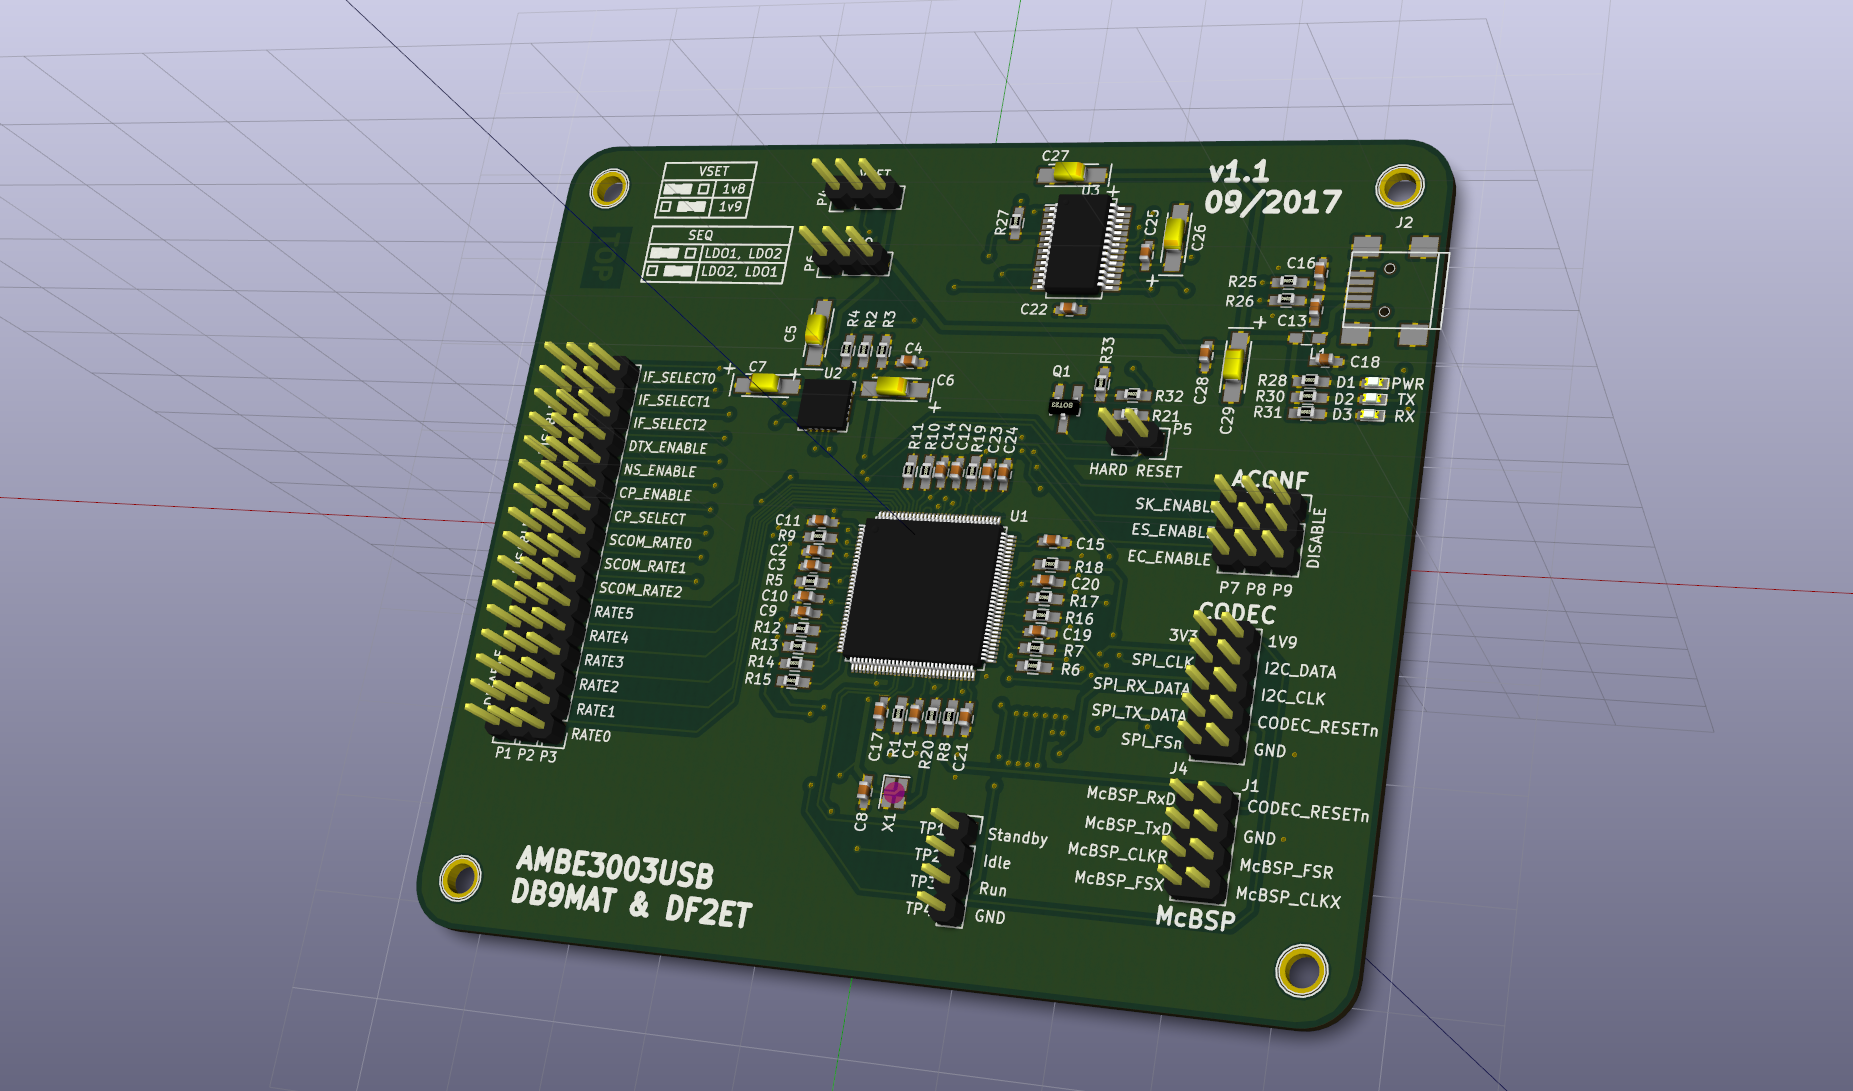 VSET
1v8
1v9
SEQ
LDO1, LDO2
LDO2, LDO1
TOP
C27
U3
R27
C25
C26
C22
v1.1
09/2017
J2
C16
R25
R26
C13
L1
C18
R28
D1
PWR
R30
D2
TX
R31
D3
RX
C28
C29
C5
R4
R2
R3
C4
C7
U2
C6
Q1
R33
R32
R21
P5
HARD RESET
IF_SELECT0
IF_SELECT1
IF_SELECT2
DTX_ENABLE
NS_ENABLE
CP_ENABLE
CP_SELECT
SCOM_RATE0
SCOM_RATE1
SCOM_RATE2
RATE5
RATE4
RATE3
RATE2
RATE1
RATE0
P1 P2 P3
R11
R10
C14
C12
R19
C23
C24
U1
C11
R9
C2
C3
R5
C10
C9
R12
R13
R14
R15
C15
R18
C20
R17
R16
C19
R7
R6
C17
R1
C1
R20
R8
C21
C8
X1
ACONF
SK_ENABL
ES_ENABL
EC_ENABLE
DISABLE
P7 P8 P9
CODEC
3V3
1V9
SPI_CLK
I2C_DATA
SPI_RX_DATA
I2C_CLK
SPI_TX_DATA
CODEC_RESETn
SPI_FSn
GND
J4
J1
McBSP_RxD
CODEC_RESETn
McBSP_TxD
GND
McBSP_CLKR
McBSP_FSR
McBSP_FSX
McBSP_CLKX
McBSP
TP1
Standby
TP2
Idle
TP3
Run
TP4
GND
AMBE3003USB
DB9MAT & DF2ET